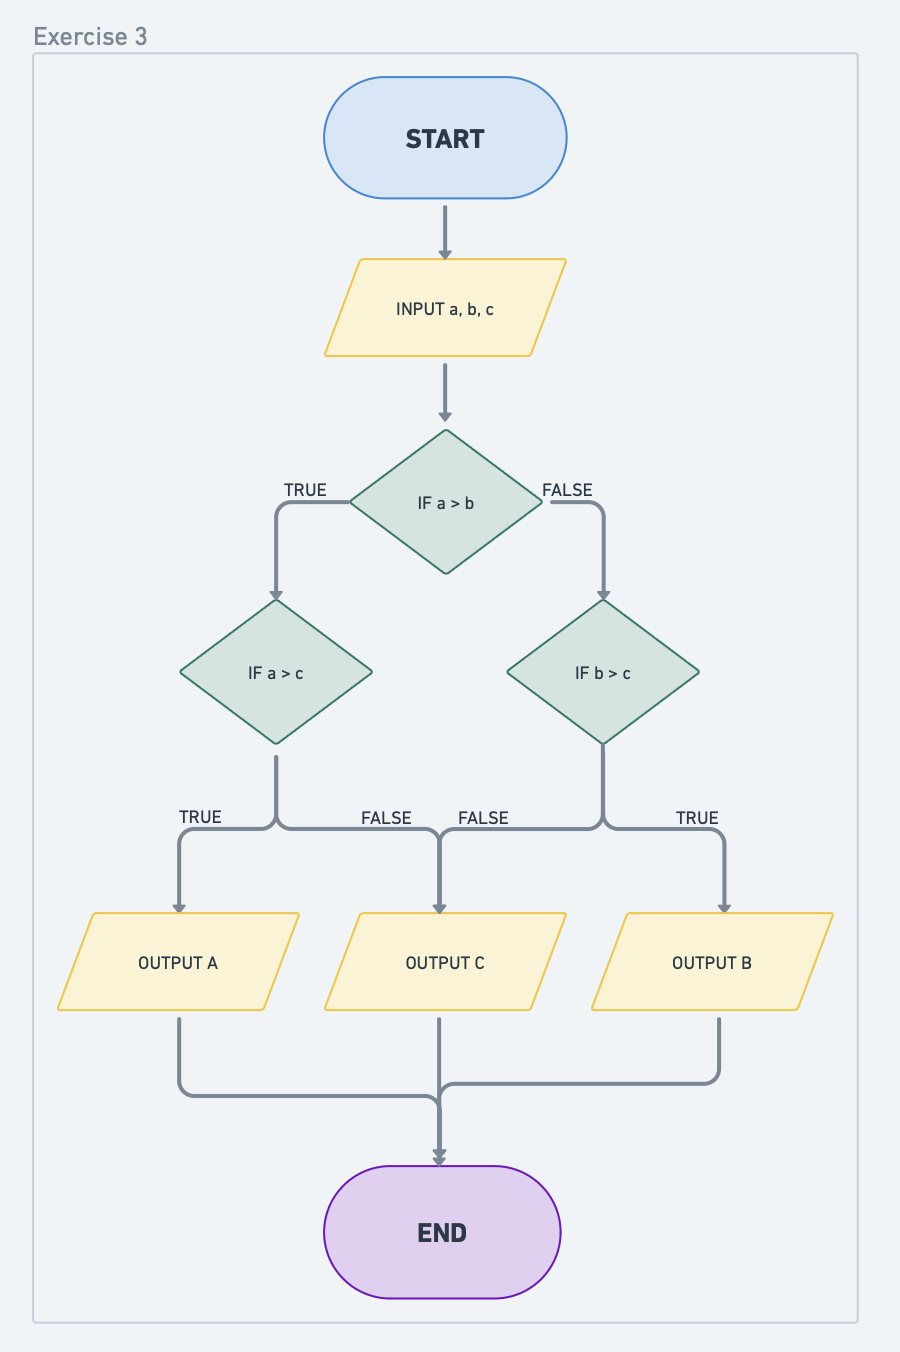 Exercise 3
START
INPUT a, b, c
IF a > b
TRUE
FALSE
IF a > c
IF b > c
TRUE
FALSE
FALSE
TRUE
OUTPUT A
OUTPUT C
OUTPUT B
END